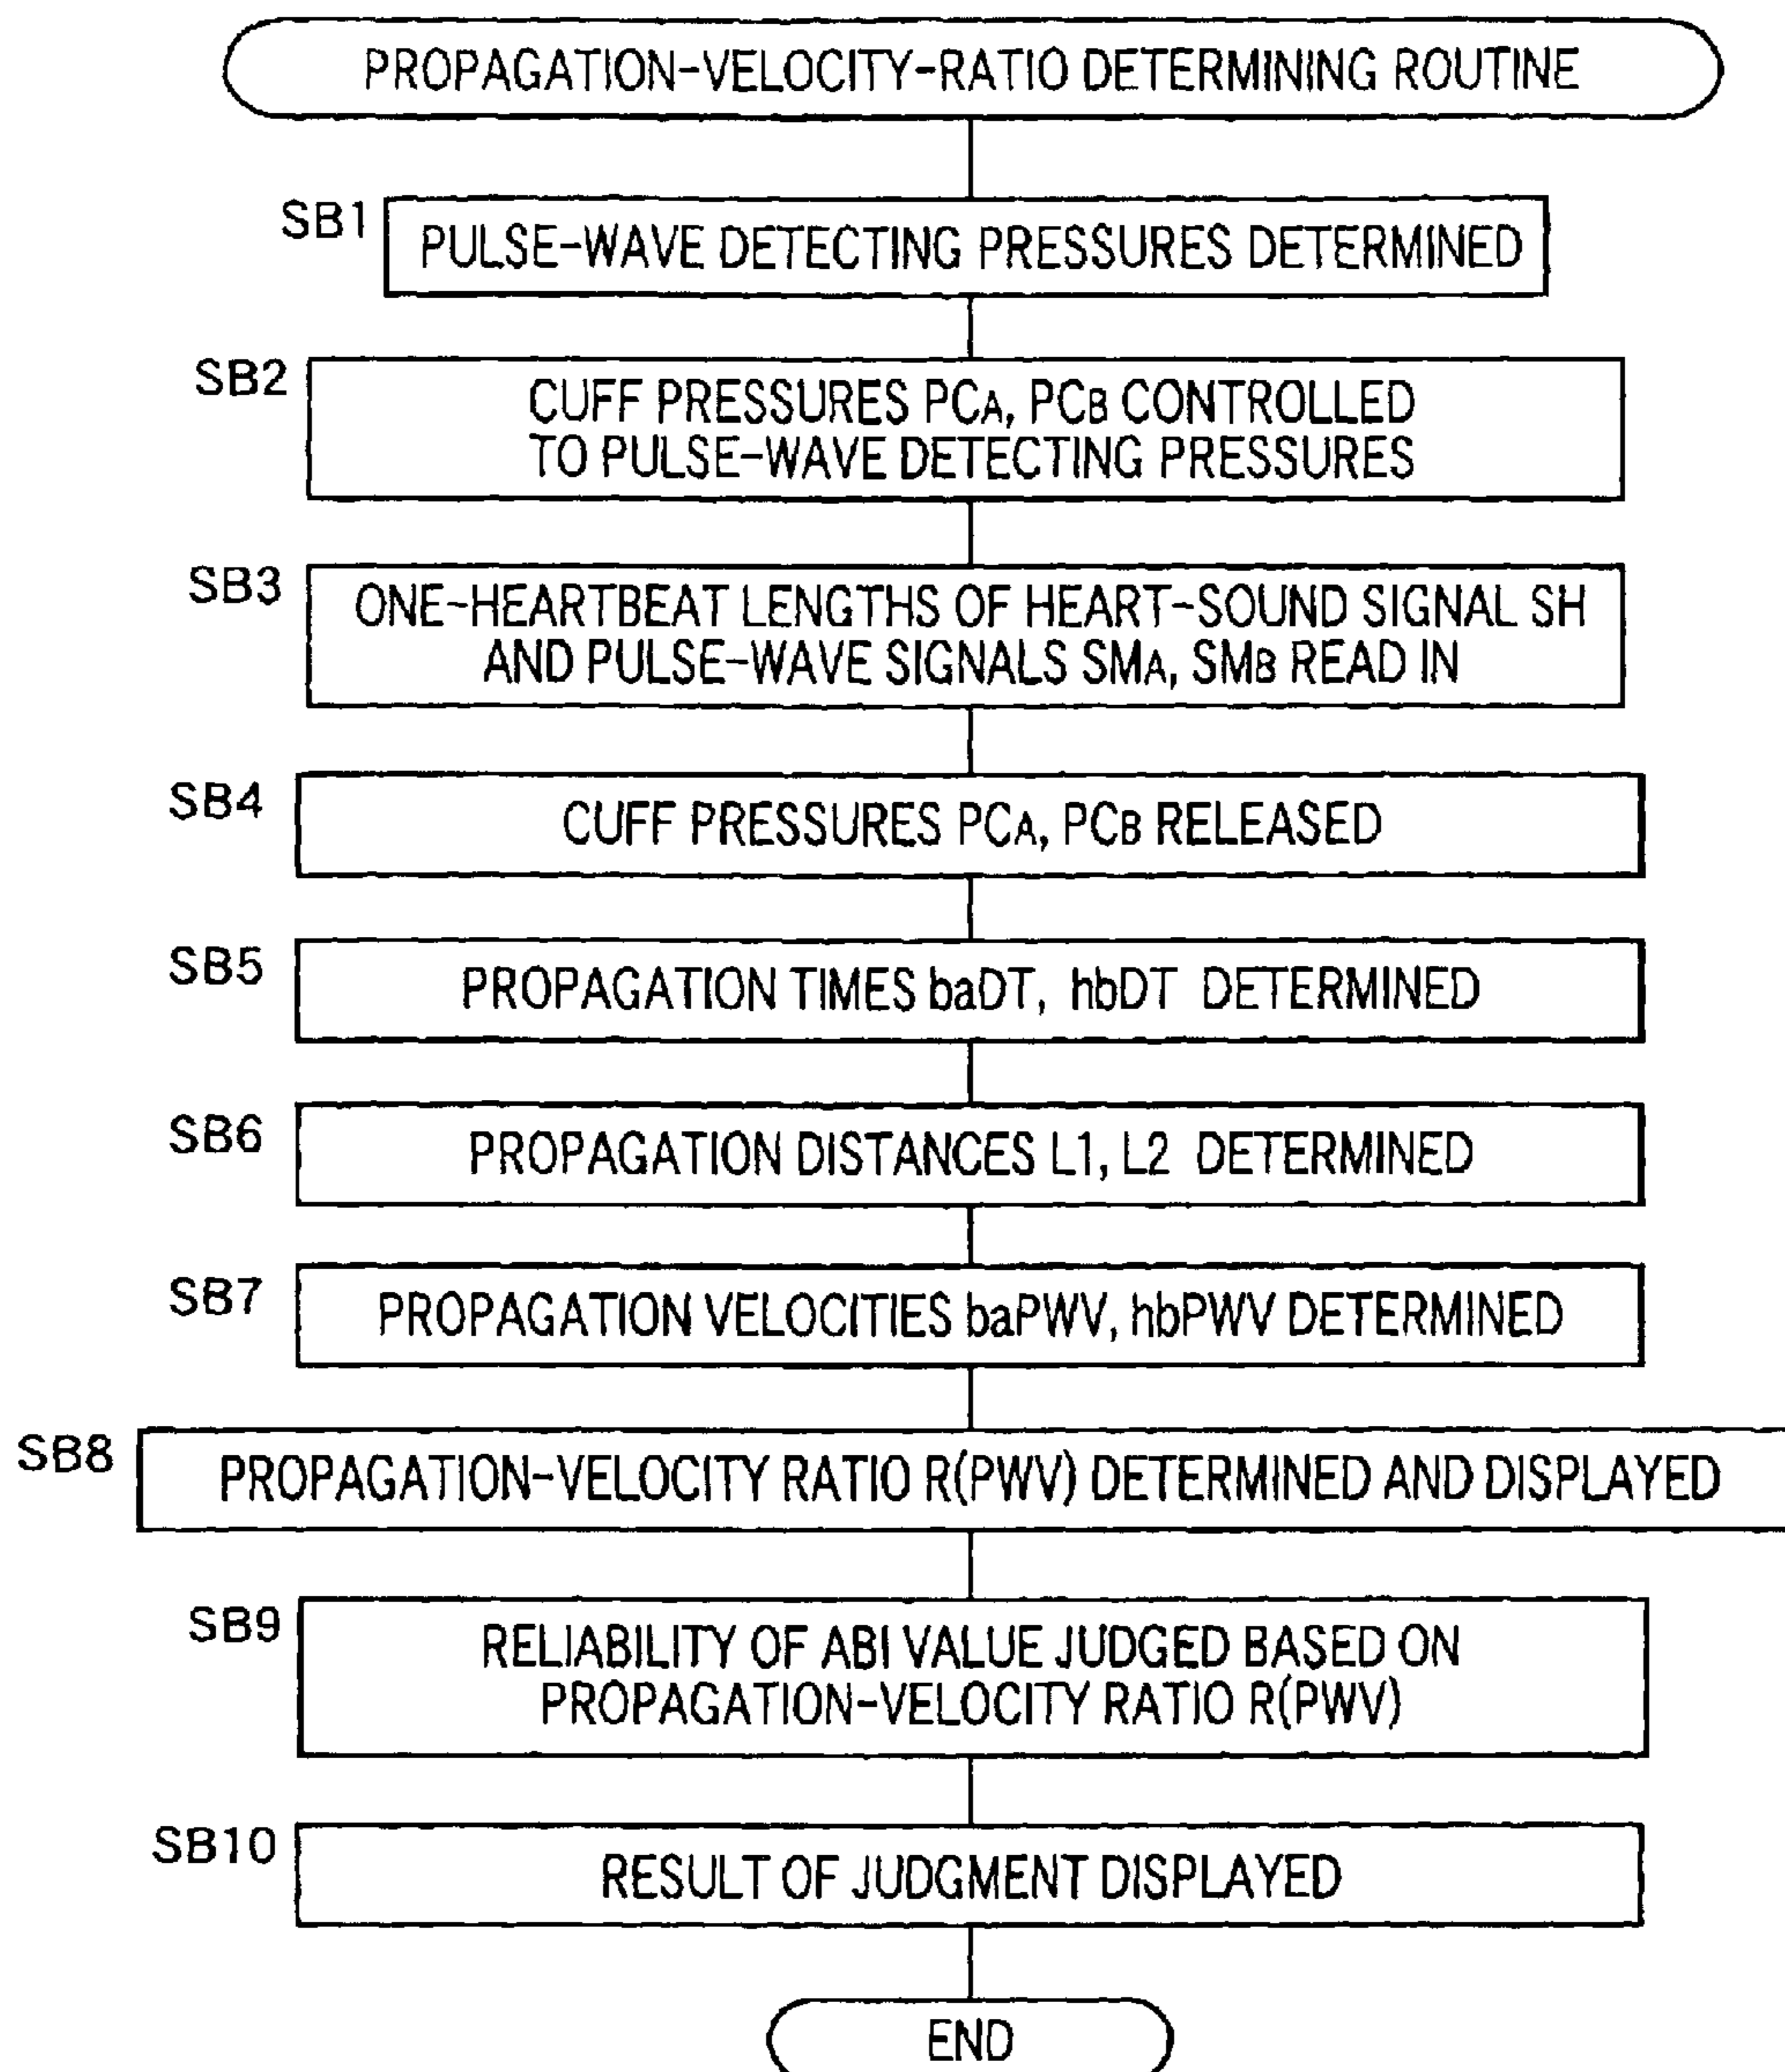 PROPAGATION-VELOCITY-RATIO DETERMINING ROUTINE
SB1
PULSE-WAVE DETECTING PRESSURES DETERMINED
SB2
CUFF PRESSURES PCA, PCB CONTROLLED
TO PULSE-WAVE DETECTING PRESSURES
SB3
ONE-HEARTBEAT LENGTHS OF HEART-SOUND SIGNAL SH
AND PULSE-WAVE SIGNALS SMA, SMB READ IN
SB4
CUFF PRESSURES PCA, PCB RELEASED
SB5
PROPAGATION TIMES baDT, hbDT DETERMINED
SB6
PROPAGATION DISTANCES L1, L2 DETERMINED
SB7
PROPAGATION VELOCITIES baPWV, hbPWV DETERMINED
SB8
PROPAGATION-VELOCITY RATIO R(PWV) DETERMINED AND DISPLAYED
SB9
RELIABILITY OF ABI VALUE JUDGED BASED ON
PROPAGATION-VELOCITY RATIO R(PWV)
SB10
RESULT OF JUDGMENT DISPLAYED
END